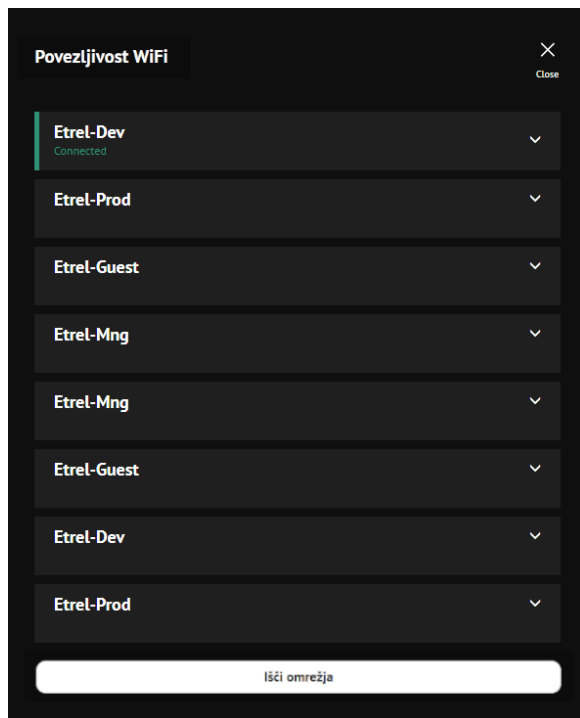 Povezljivost WiFi
Close
Etrel-Dev
Connected
Etrel-Prod
Etrel-Guest
Etrel-Mng
Etrel-Mng
Etrel-Guest
Etrel-Dev
Etrel-Prod
Išči omrežja